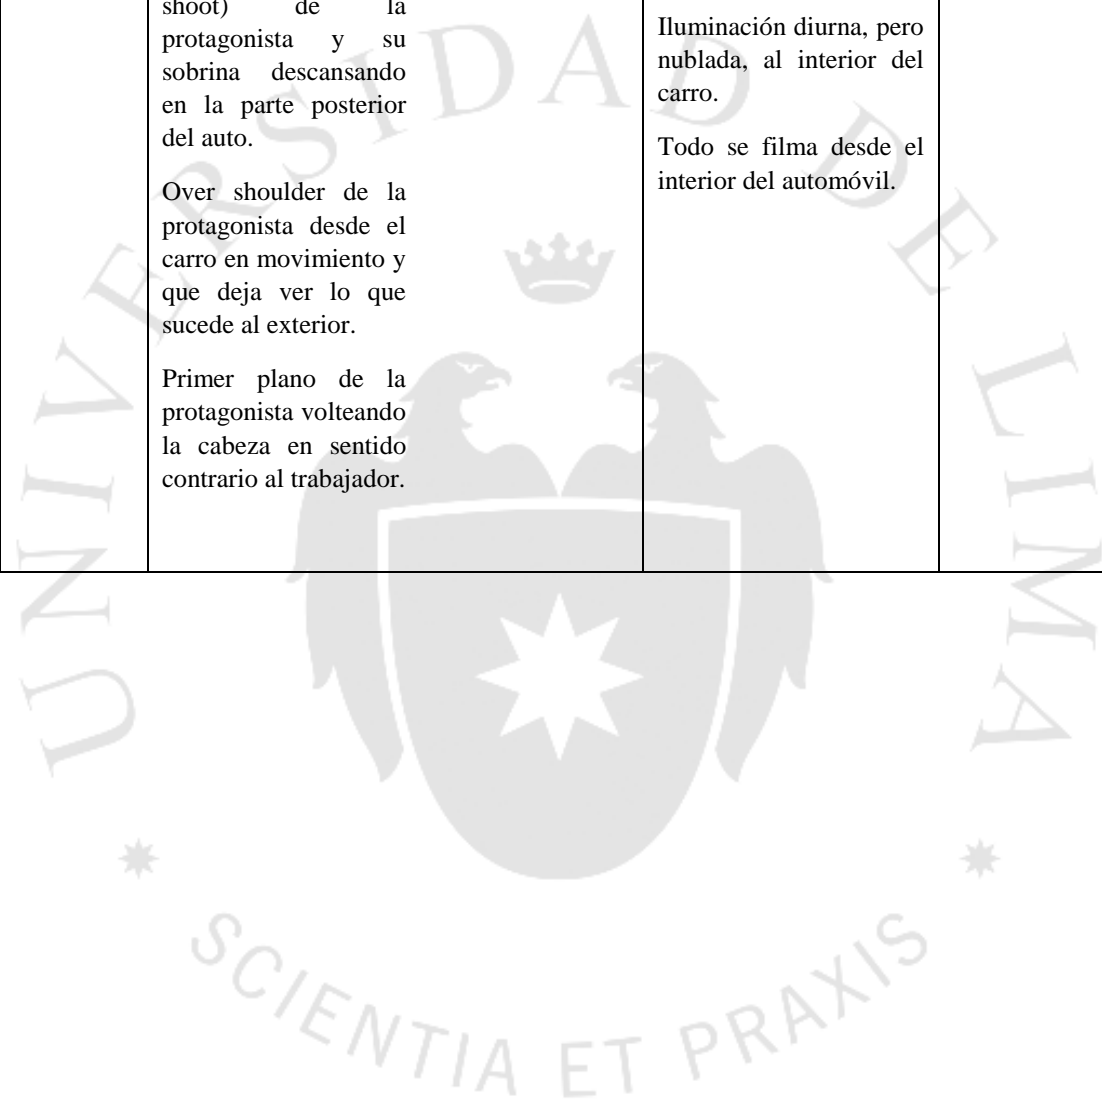 shoot) de la
protagonista y su
sobrina descansando
en la parte posterior
del auto.
Over shoulder de la
protagonista desde el
carro en movimiento y
que deja ver lo que
sucede al exterior.
Primer plano de la
protagonista volteando
la cabeza en sentido
contrario al trabajador.
Iluminación diurna, pero
nublada, al interior del
carro.
Todo se filma desde el
interior del automóvil.
UNIVERSIDAD DE LIMA
SCIENTIA ET PRAXIS